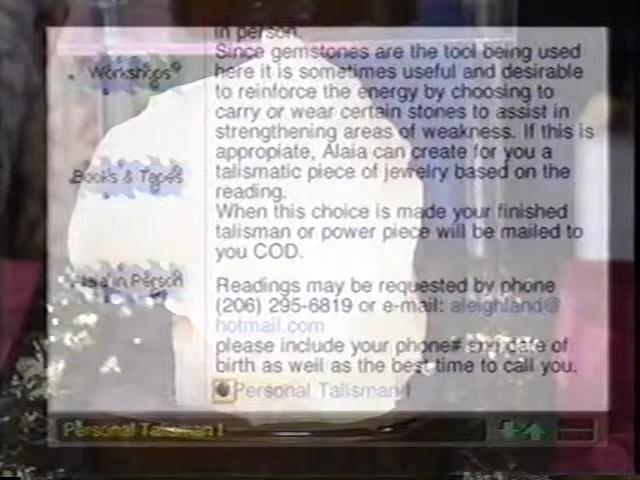 Workshops
Books & Tapes
in Person
in person.
Since gemstones are the tool being used
here it is sometimes useful and desirable
to reinforce the energy by choosing to
carry or wear certain stones to assist in
strengthening areas of weakness. If this is
appropiate, Alaia can create for you a
talismatic piece of jewelry based on the
reading.
When this choice is made your finished
talisman or power piece will be mailed to
you COD.
Readings may be requested by phone
(206) 295-6819 or e-mail: aleighland@
hotmail.com
please include your phone# and date of
birth as well as the best time to call you.
Personal Talisman I
Personal Talisman I